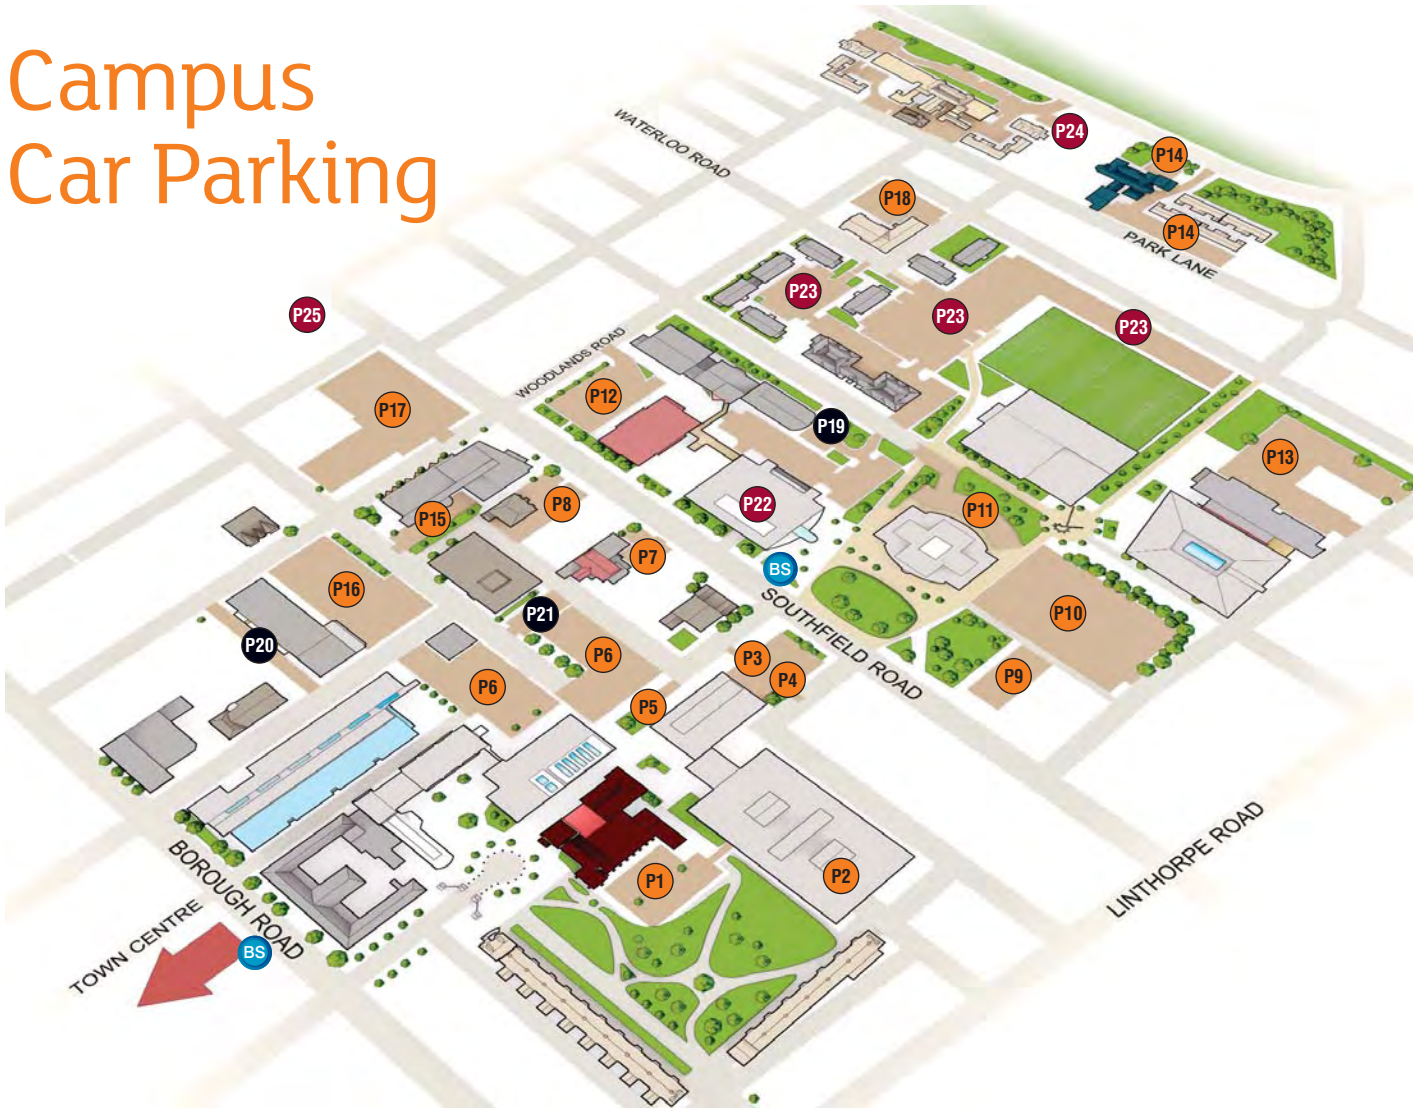 Campus
Car Parking
WATERLOO ROAD
P24
P14
P18
P14
PARK LANE
P23
P25
P23
P23
WOODLANDS ROAD
P12
P17
P19
P13
P22
P8
P11
P15
P7
BS
P16
SOUTHFIELD ROAD
P10
P21
P20
P6
P3
P4
P9
P6
P5
LINTHORPE ROAD
BOROUGH ROAD
P1
P2
TOWN CENTRE
BS